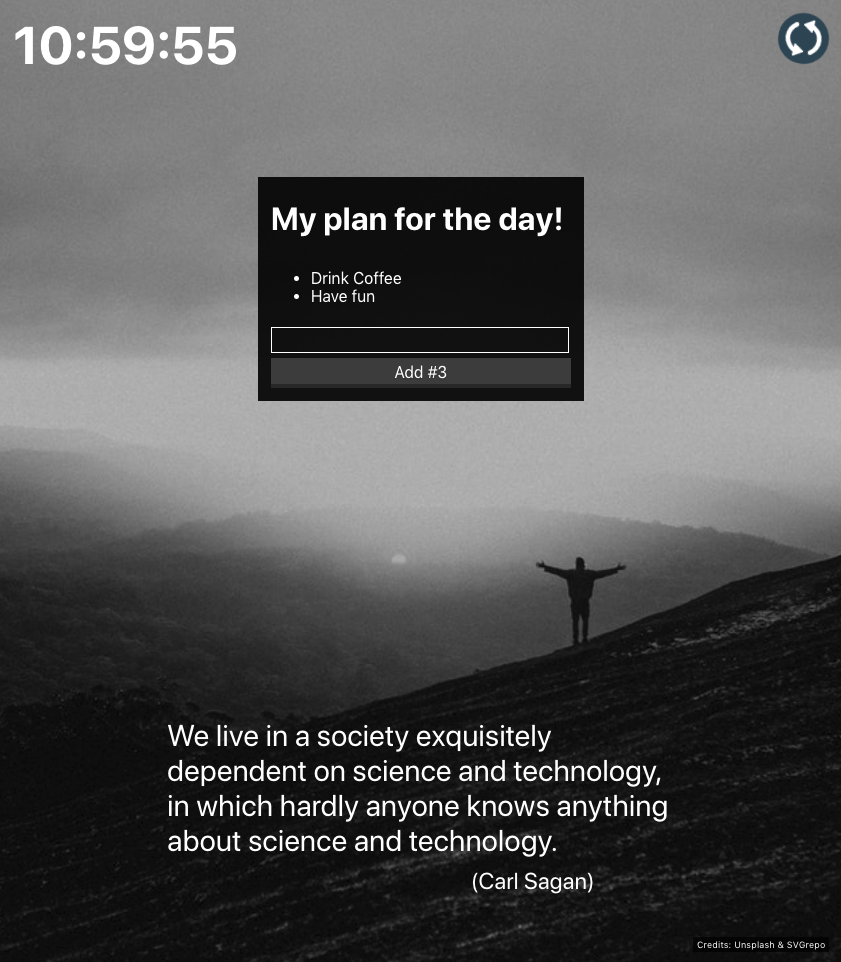 10:59:55
My plan for the day!
• Drink Coffee
• Have fun
Add #3
We live in a society exquisitely
dependent on science and technology,
in which hardly anyone knows anything
about science and technology.
(Carl Sagan)
Credits: Unsplash & SVGrepo